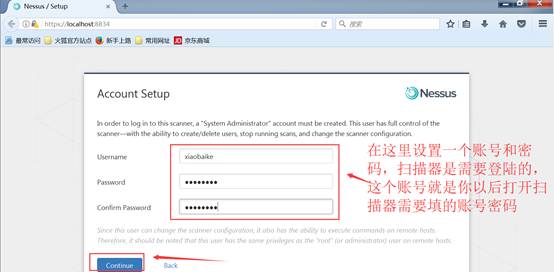 Nessus / Setup
https://localhost:8834
搜索
最常访问 火狐官方站点 新手上路 常用网址 JD 京东商城
Account Setup
Nessus
In order to log in to this scanner, a "System Administrator" account must be created. This user has full control of the
scanner—with the ability to create/delete users, stop running scans, and change the scanner configuration.
Username xiaobaike
Password ●●●●●●●●
Confirm Password ●●●●●●●●
在这里设置一个账号和密
码，扫描器是需要登陆的，
这个账号就是你以后打开扫
描器需要填的账号密码
Since this user can change the scanner configuration, it also has the ability to execute commands on remote hosts.
Therefore, it should be noted that this user has the same privileges as the "root" (or administrator) user on remote hosts.
Continue Back